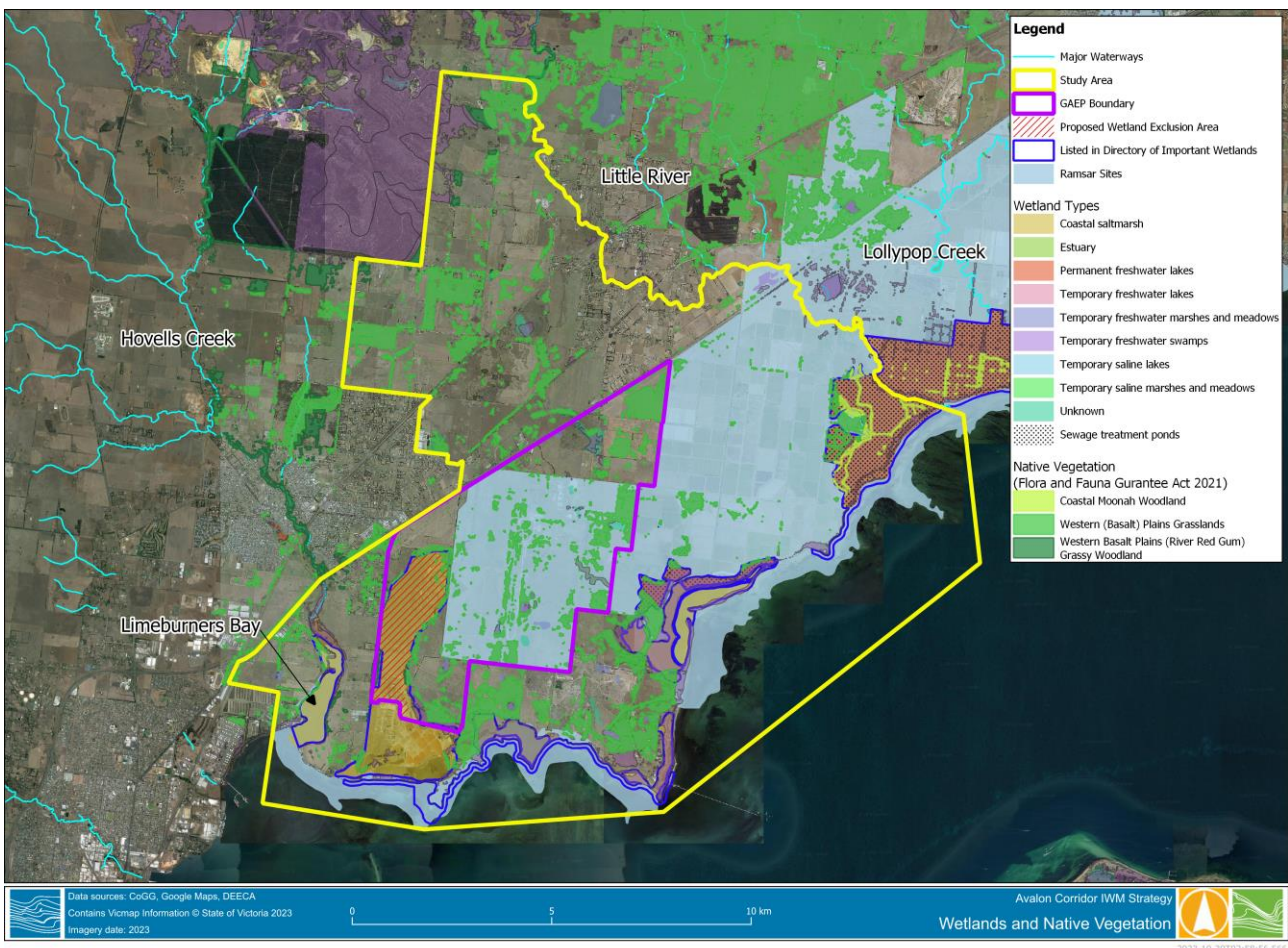 Little River
Lollypop Creek
Hovells Creek
Limeburners Bay
Legend
Major Waterways
Study Area
GAEP Boundary
Proposed Wetland Exclusion Area
Listed in Directory of Important Wetlands
Ramsar Sites
Wetland Types
Coastal saltmarsh
Estuary
Permanent freshwater lakes
Temporary freshwater lakes
Temporary freshwater marshes and meadows
Temporary freshwater swamps
Temporary saline lakes
Temporary saline marshes and meadows
Unknown
Sewage treatment ponds
Native Vegetation
(Flora and Fauna Gurantee Act 2021)
Coastal Moonah Woodland
Western (Basalt) Plains Grasslands
Western Basalt Plains (River Red Gum)
Grassy Woodland
Data sources: CoGG, Google Maps, DEECA
Contains Vicmap Information © State of Victoria 2023
Imagery date: 2023
0 5 10 km
Avalon Corridor IWM Strategy
Wetlands and Native Vegetation